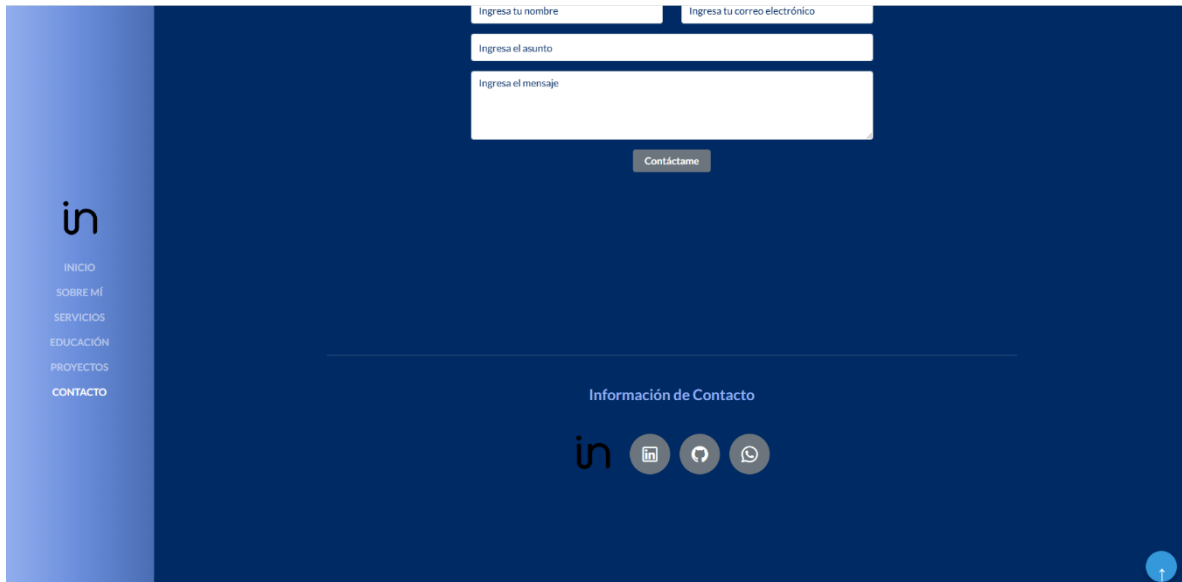 Ingresa tu nombre
Ingresa tu correo electrónico
Ingresa el asunto
Ingresa el mensaje
Contáctame
in
INICIO
SOBRE MÍ
SERVICIOS
EDUCACIÓN
PROYECTOS
CONTACTO
Información de Contacto
in
in